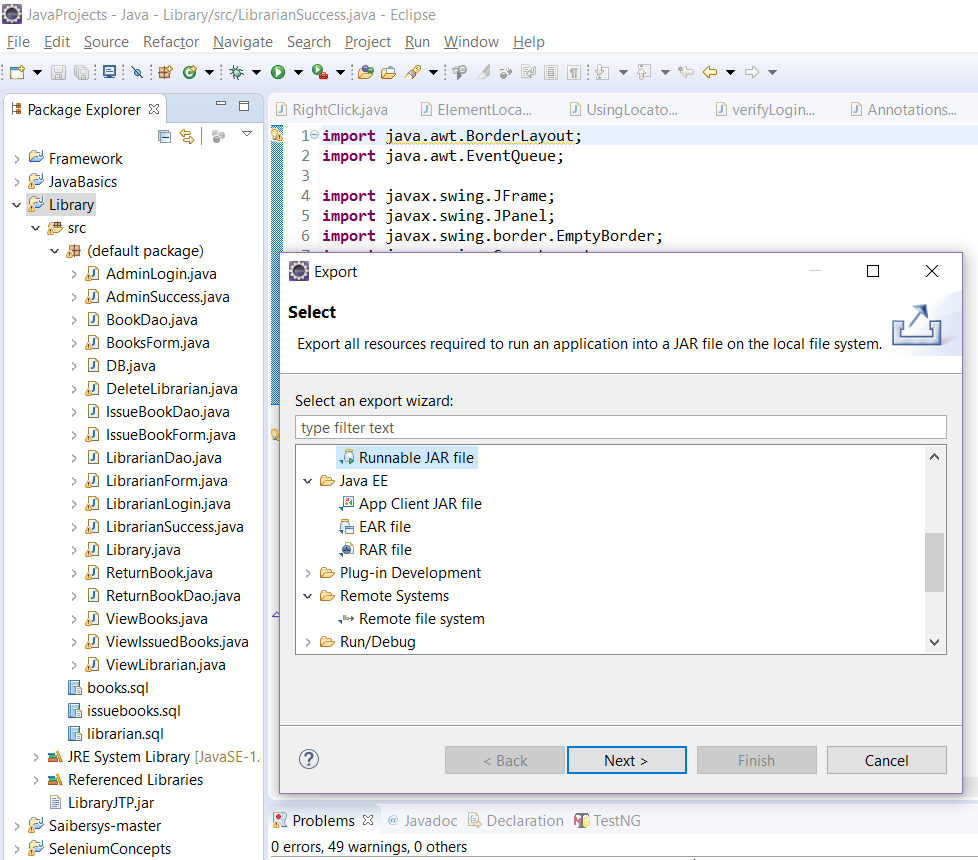 JavaProjects - Java - Library/src/LibrarianSuccess.java - Eclipse
File Edit Source Refactor Navigate Search Project Run Window Help
Package Explorer
RightClick.java ElementLoca... UsingLocato... verifyLogin... Annotations...
Framework
JavaBasics
Library
src
(default package)
AdminLogin.java
AdminSuccess.java
BookDao.java
BooksForm.java
DB.java
DeleteLibrarian.java
IssueBookDao.java
IssueBookForm.java
LibrarianDao.java
LibrarianForm.java
LibrarianLogin.java
LibrarianSuccess.java
Library.java
ReturnBook.java
ReturnBookDao.java
ViewBooks.java
ViewIssuedBooks.java
ViewLibrarian.java
books.sql
issuebooks.sql
librarian.sql
JRE System Library [JavaSE-1.
Referenced Libraries
LibraryJTP.jar
Saibersys-master
SeleniumConcepts
1 import java.awt.BorderLayout;
2 import java.awt.EventQueue;
3
4 import javax.swing.JFrame;
5 import javax.swing.JPanel;
6 import javax.swing.border.EmptyBorder;
Export
Select
Export all resources required to run an application into a JAR file on the local file system.
Select an export wizard:
type filter text
Runnable JAR file
Java EE
App Client JAR file
EAR file
RAR file
Plug-in Development
Remote Systems
Remote file system
Run/Debug
< Back Next > Finish Cancel
Problems @ Javadoc Declaration TestNG
0 errors, 49 warnings, 0 others